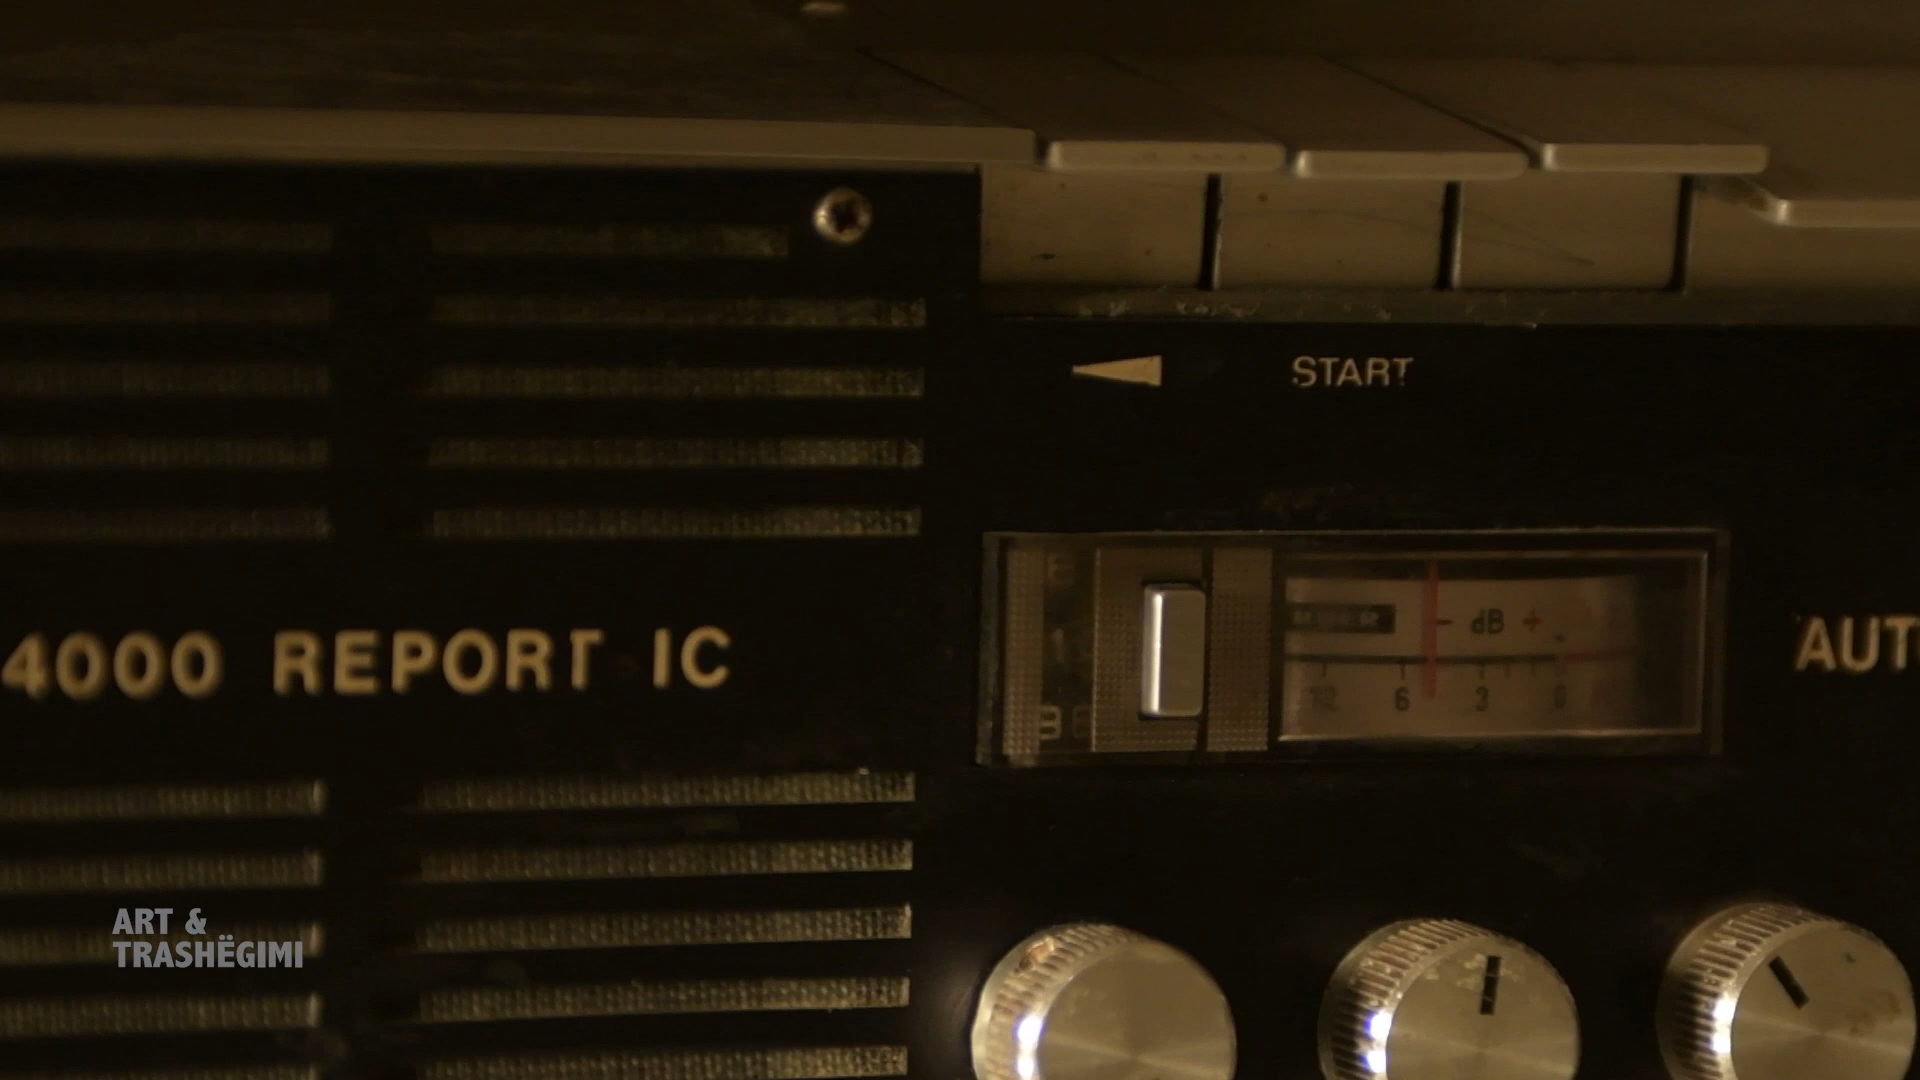 START
4000 REPORT IC
- dB +
12 6 3 0
AUT
ART &
TRASHËGIMI